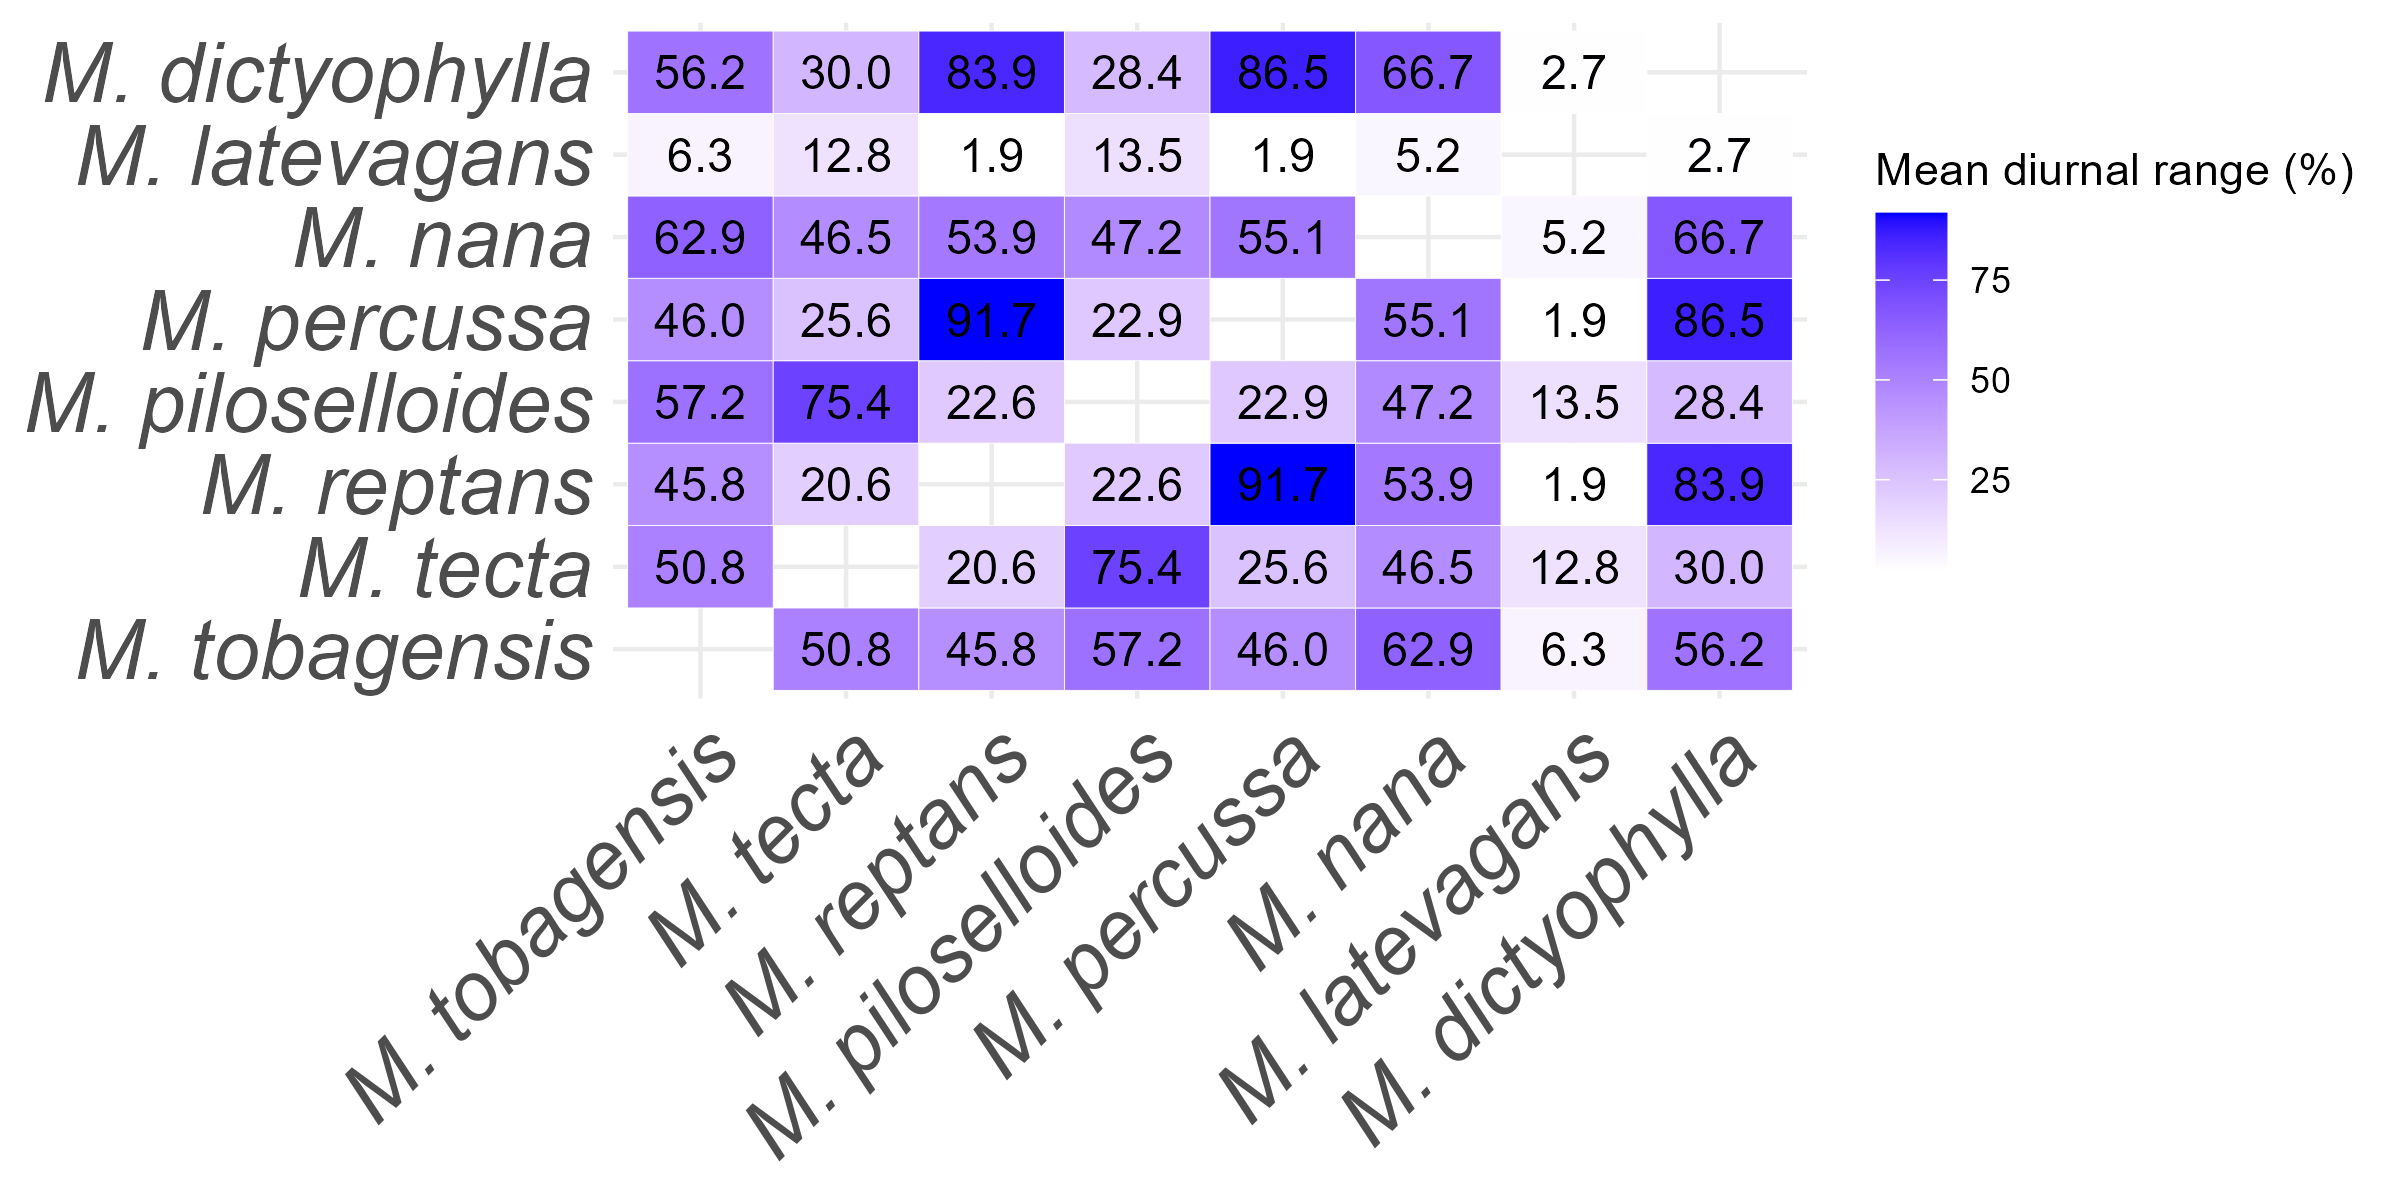 M. dictyophylla 56.2 30.0 83.9 28.4 86.5 66.7 2.7
M. latevagans 6.3 12.8 1.9 13.5 1.9 5.2 2.7
M. nana 62.9 46.5 53.9 47.2 55.1 5.2 66.7
M. percussa 46.0 25.6 91.7 22.9 55.1 1.9 86.5
M. piloselloides 57.2 75.4 22.6 22.9 47.2 13.5 28.4
M. reptans 45.8 20.6 22.6 91.7 53.9 1.9 83.9
M. tecta 50.8 20.6 75.4 25.6 46.5 12.8 30.0
M. tobagensis 50.8 45.8 57.2 46.0 62.9 6.3 56.2
M. tobagensis
M. tecta
M. reptans
M. piloselloides
M. percussa
M. nana
M. latevagans
M. dictyophylla
Mean diurnal range (%)
75
50
25